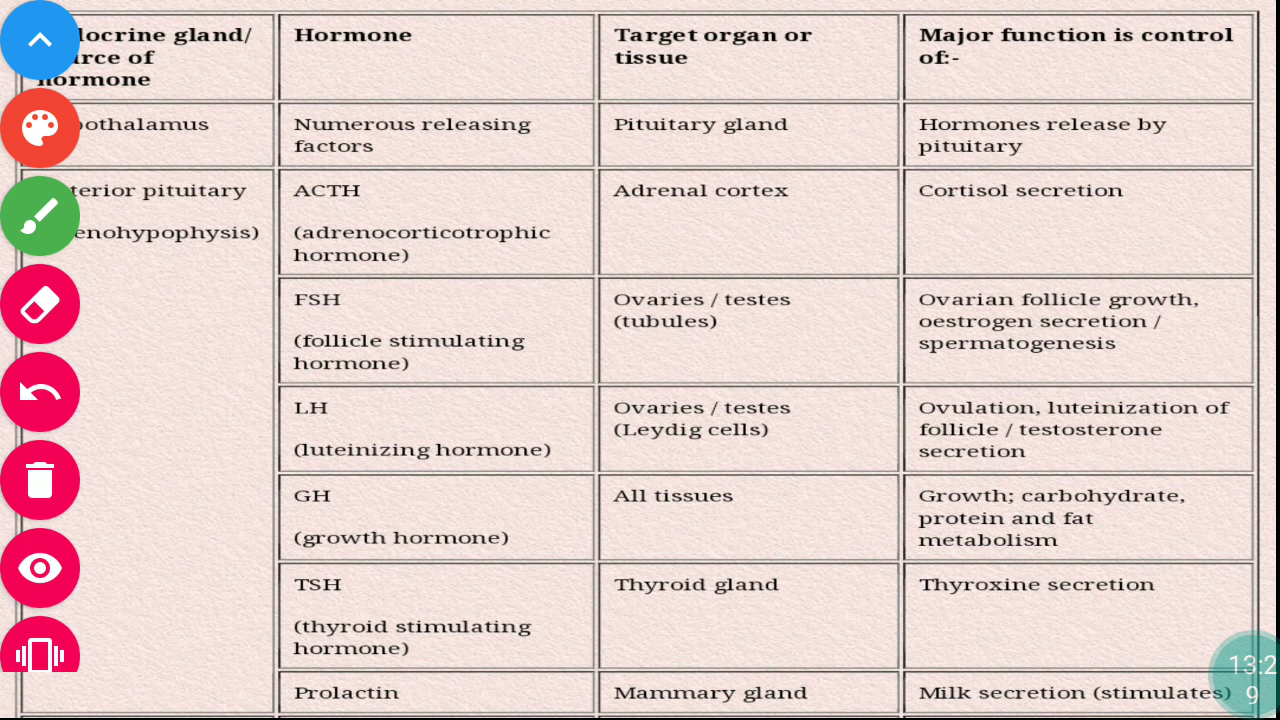 locrine gland/
rce of
hormone
Hormone
Target organ or
tissue
Major function is control
of:-
othalamus
Numerous releasing
factors
Pituitary gland
Hormones release by
pituitary
terior pituitary
enohypophysis)
ACTH
(adrenocorticotrophic
hormone)
Adrenal cortex
Cortisol secretion
FSH
(follicle stimulating
hormone)
Ovaries / testes
(tubules)
Ovarian follicle growth,
oestrogen secretion /
spermatogenesis
LH
(luteinizing hormone)
Ovaries / testes
(Leydig cells)
Ovulation, luteinization of
follicle / testosterone
secretion
GH
(growth hormone)
All tissues
Growth; carbohydrate,
protein and fat
metabolism
TSH
(thyroid stimulating
hormone)
Thyroid gland
Thyroxine secretion
Prolactin
Mammary gland
Milk secretion (stimulates)
13:2
9